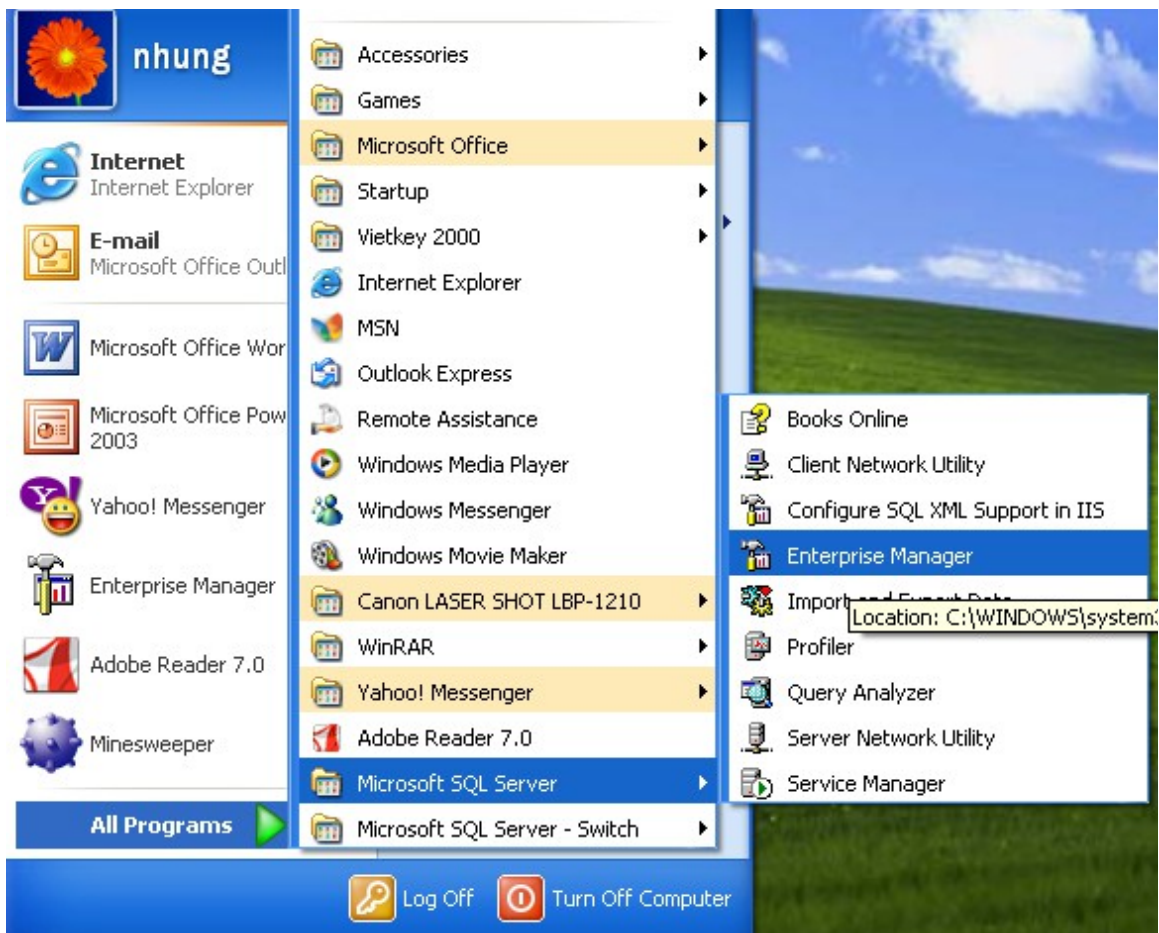 nhung
Internet
Internet Explorer
E-mail
Microsoft Office Outl
Microsoft Office Wor
Microsoft Office Pow
2003
Yahoo! Messenger
Enterprise Manager
Adobe Reader 7.0
Minesweeper
All Programs
Accessories
Games
Microsoft Office
Startup
Vietkey 2000
Internet Explorer
MSN
Outlook Express
Remote Assistance
Windows Media Player
Windows Messenger
Windows Movie Maker
Canon LASER SHOT LBP-1210
WinRAR
Yahoo! Messenger
Adobe Reader 7.0
Microsoft SQL Server
Microsoft SQL Server - Switch
Books Online
Client Network Utility
Configure SQL XML Support in IIS
Enterprise Manager
Import and Export Data
Location: C:\WINDOWS\system3
Profiler
Query Analyzer
Server Network Utility
Service Manager
Log Off
Turn Off Computer